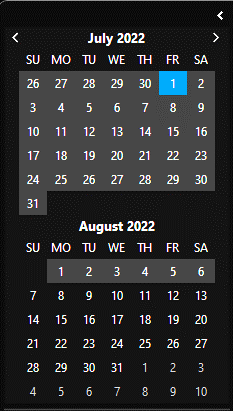 July 2022
SU MO TU WE TH FR SA
26 27 28 29 30 1 2
3 4 5 6 7 8 9
10 11 12 13 14 15 16
17 18 19 20 21 22 23
24 25 26 27 28 29 30
31
August 2022
SU MO TU WE TH FR SA
1 2 3 4 5 6
7 8 9 10 11 12 13
14 15 16 17 18 19 20
21 22 23 24 25 26 27
28 29 30 31 1 2 3
4 5 6 7 8 9 10